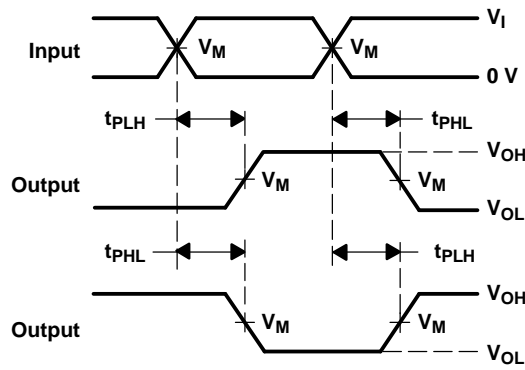 V_I
Input
V_M
V_M
0 V
t_PLH
t_PHL
V_OH
Output
V_M
V_M
V_OL
t_PHL
t_PLH
V_OH
Output
V_M
V_M
V_OL